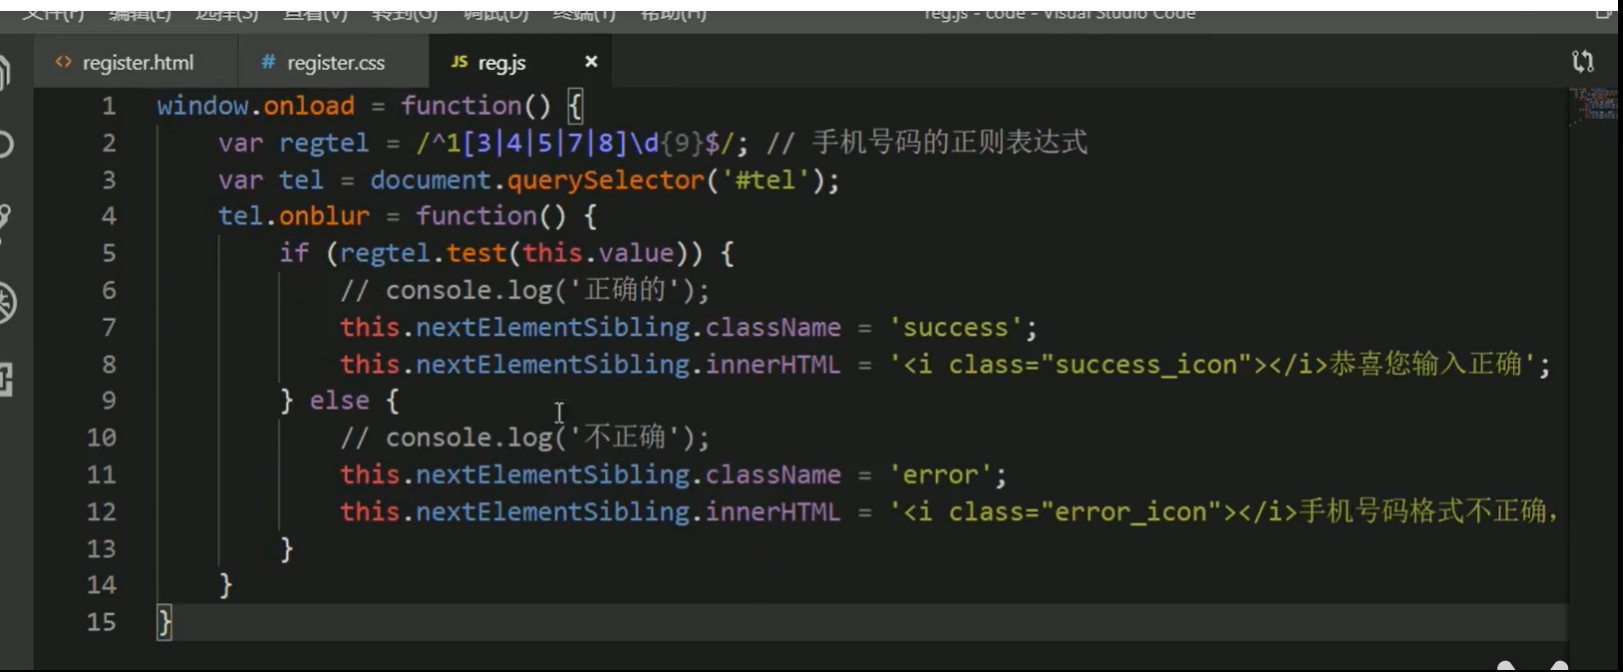 文件(F) 编辑(E) 选择(S) 查看(V) 转到(G) 调试(D) 终端(T) 帮助(H) reg.js - code - Visual Studio Code
<> register.html # register.css JS reg.js ×
1 window.onload = function() {
2 var regtel = /^1[3|4|5|7|8]\d{9}$/; // 手机号码的正则表达式
3 var tel = document.querySelector('#tel');
4 tel.onblur = function() {
5 if (regtel.test(this.value)) {
6 // console.log('正确的');
7 this.nextElementSibling.className = 'success';
8 this.nextElementSibling.innerHTML = '<i class="success_icon"></i>恭喜您输入正确';
9 } else {
10 // console.log('不正确');
11 this.nextElementSibling.className = 'error';
12 this.nextElementSibling.innerHTML = '<i class="error_icon"></i>手机号码格式不正确,
13 }
14 }
15 }